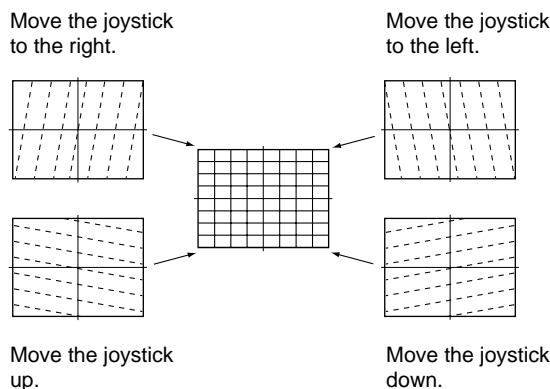 Move the joystick
to the right.
Move the joystick
to the left.
Move the joystick
up.
Move the joystick
down.